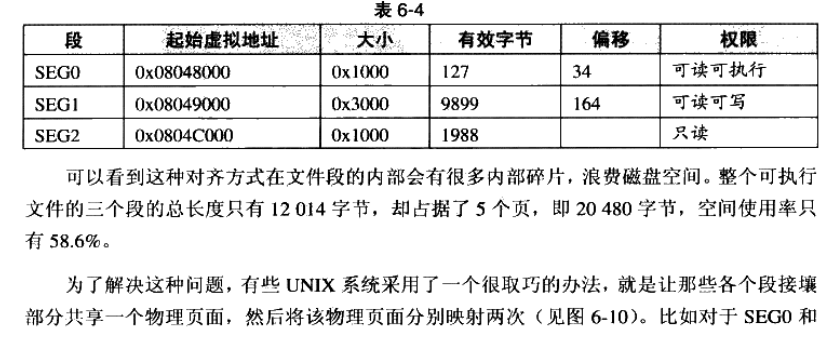 表 6-4
段 起始虚拟地址 大小 有效字节 偏移 权限
SEG0 0x08048000 0x1000 127 34 可读可执行
SEG1 0x08049000 0x3000 9899 164 可读可写
SEG2 0x0804C000 0x1000 1988 只读
可以看到这种对齐方式在文件段的内部会有很多内部碎片，浪费磁盘空间。整个可执行
文件的三个段的总长度只有 12 014 字节，却占据了 5 个页，即 20 480 字节，空间使用率只
有 58.6%。
为了解决这种问题，有些 UNIX 系统采用了一个很取巧的办法，就是让那些各个段接壤
部分共享一个物理页面，然后将该物理页面分别映射两次（见图 6-10）。比如对于 SEG0 和